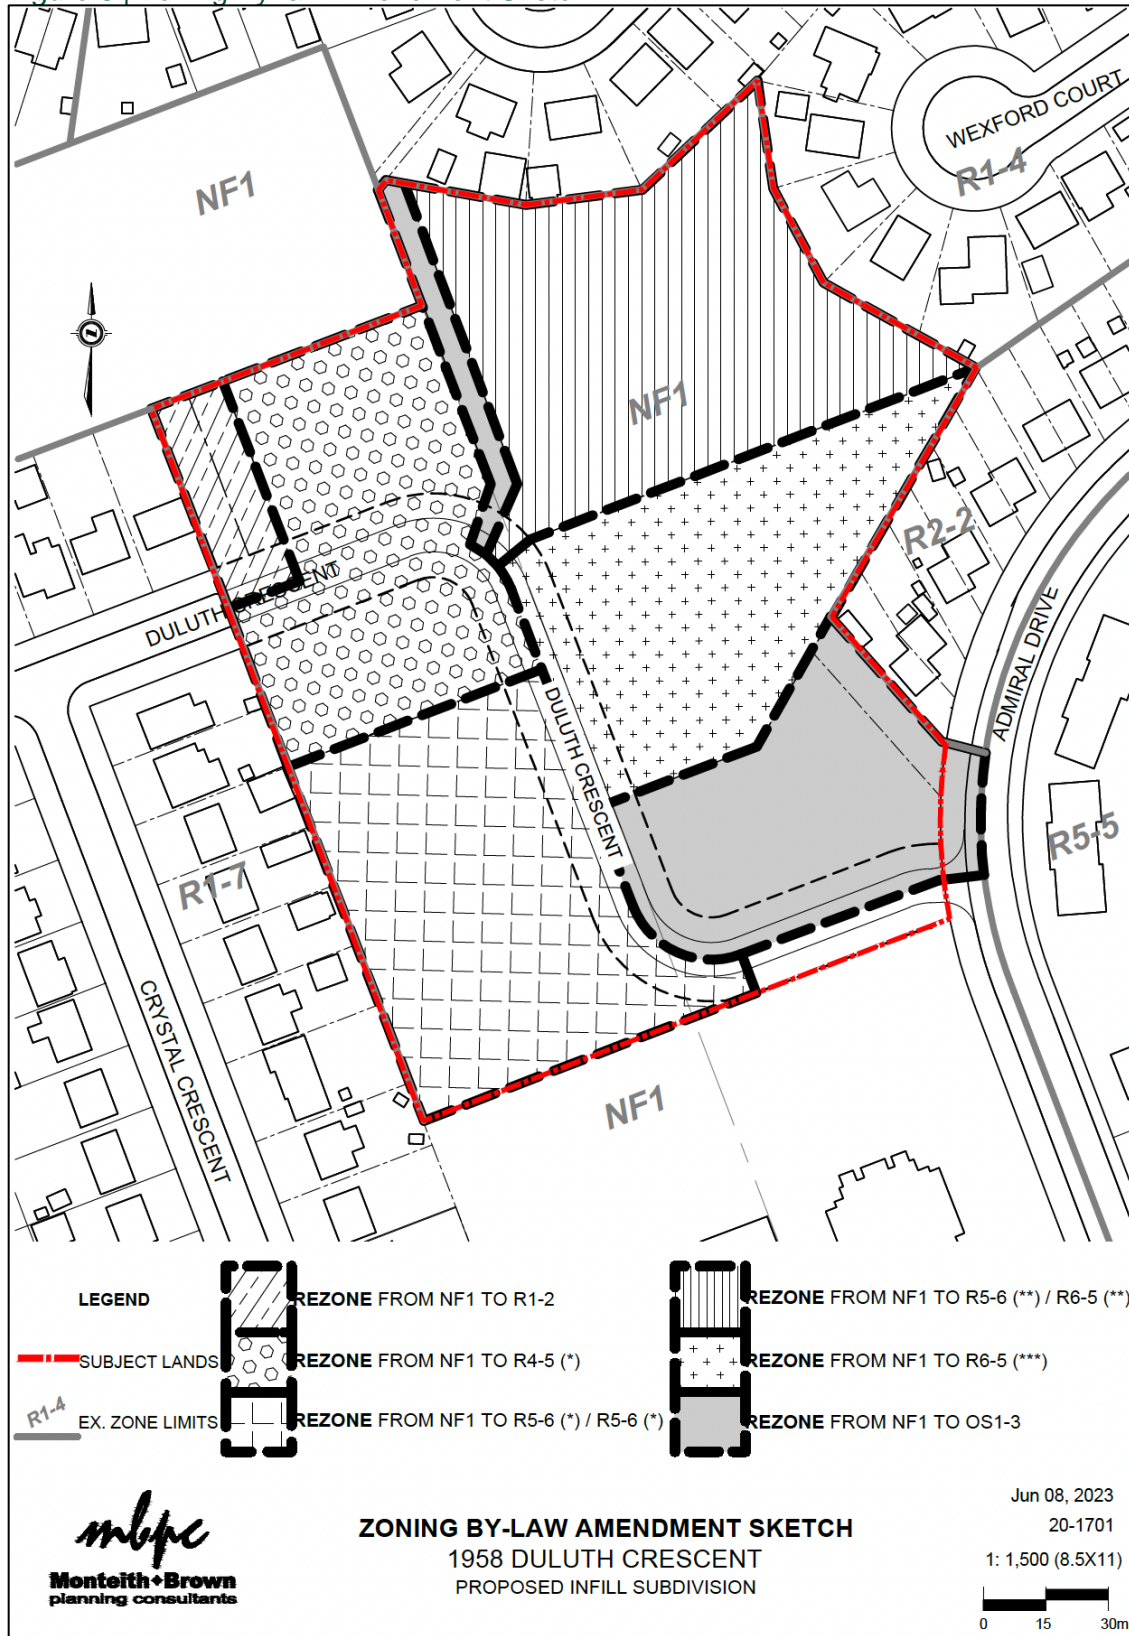 WEXFORD COURT
R1-4
NF1
NF1
R2-2
ADMIRAL DRIVE
DULUTH CRESCENT
DULUTH CRESCENT
R5-5
R1-7
CRYSTAL CRESCENT
NF1
LEGEND
SUBJECT LANDS
R1-4
EX. ZONE LIMITS
REZONE FROM NF1 TO R1-2
REZONE FROM NF1 TO R4-5 (*)
REZONE FROM NF1 TO R5-6 (*) / R5-6 (*)
REZONE FROM NF1 TO R5-6 (**) / R6-5 (**)
REZONE FROM NF1 TO R6-5 (***)
REZONE FROM NF1 TO OS1-3
mbpc
Monteith Brown
planning consultants
ZONING BY-LAW AMENDMENT SKETCH
1958 DULUTH CRESCENT
PROPOSED INFILL SUBDIVISION
Jun 08, 2023
20-1701
1: 1,500 (8.5X11)
0 15 30m